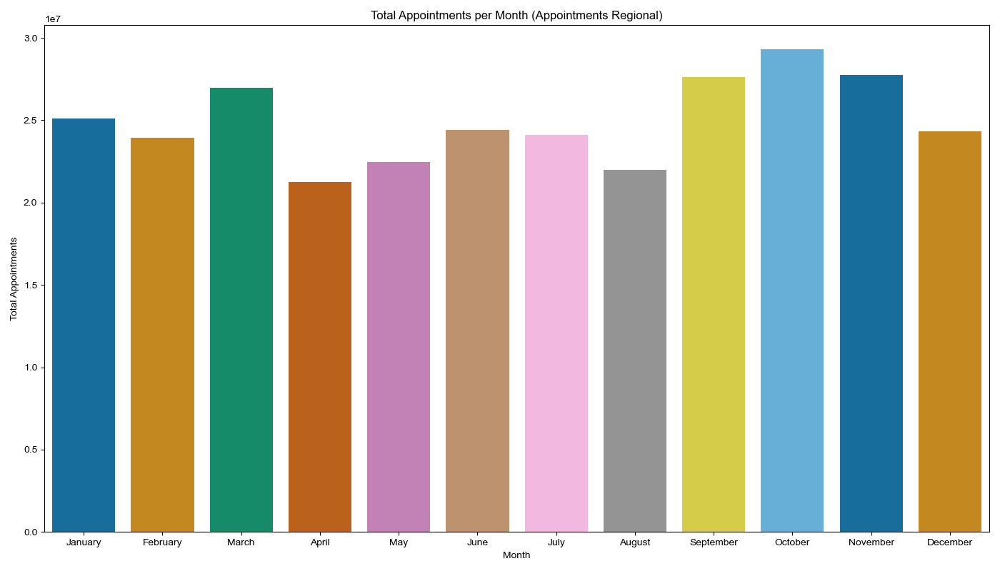 Total Appointments per Month (Appointments Regional)
1e7
3.0
2.5
2.0
1.5
1.0
0.5
0.0
Total Appointments
January February March April May June July August September October November December
Month